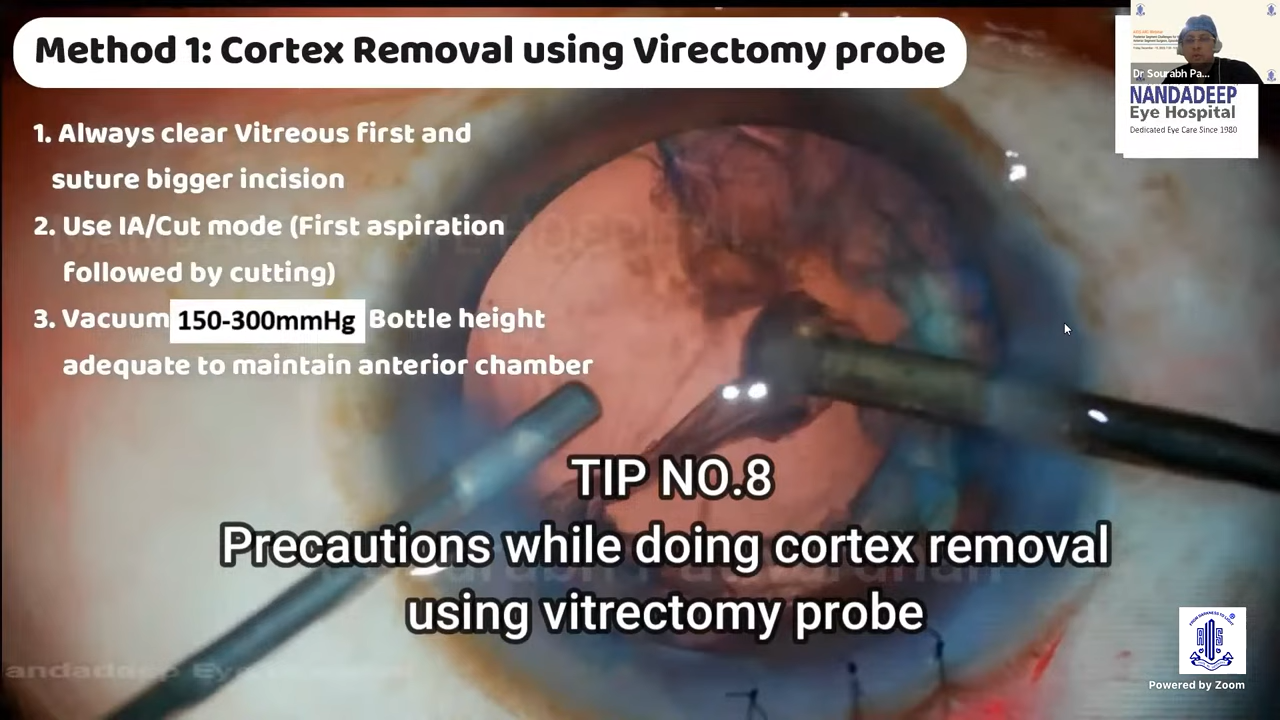 Method 1: Cortex Removal using Virectomy probe
1. Always clear Vitreous first and
suture bigger incision
2. Use IA/Cut mode (First aspiration
followed by cutting)
3. Vacuum 150-300mmHg Bottle height
adequate to maintain anterior chamber
TIP NO.8
Precautions while doing cortex removal
using vitrectomy probe
Dr Sourabh Pa...
NANDADEEP
Eye Hospital
Dedicated Eye Care Since 1980
Powered by Zoom